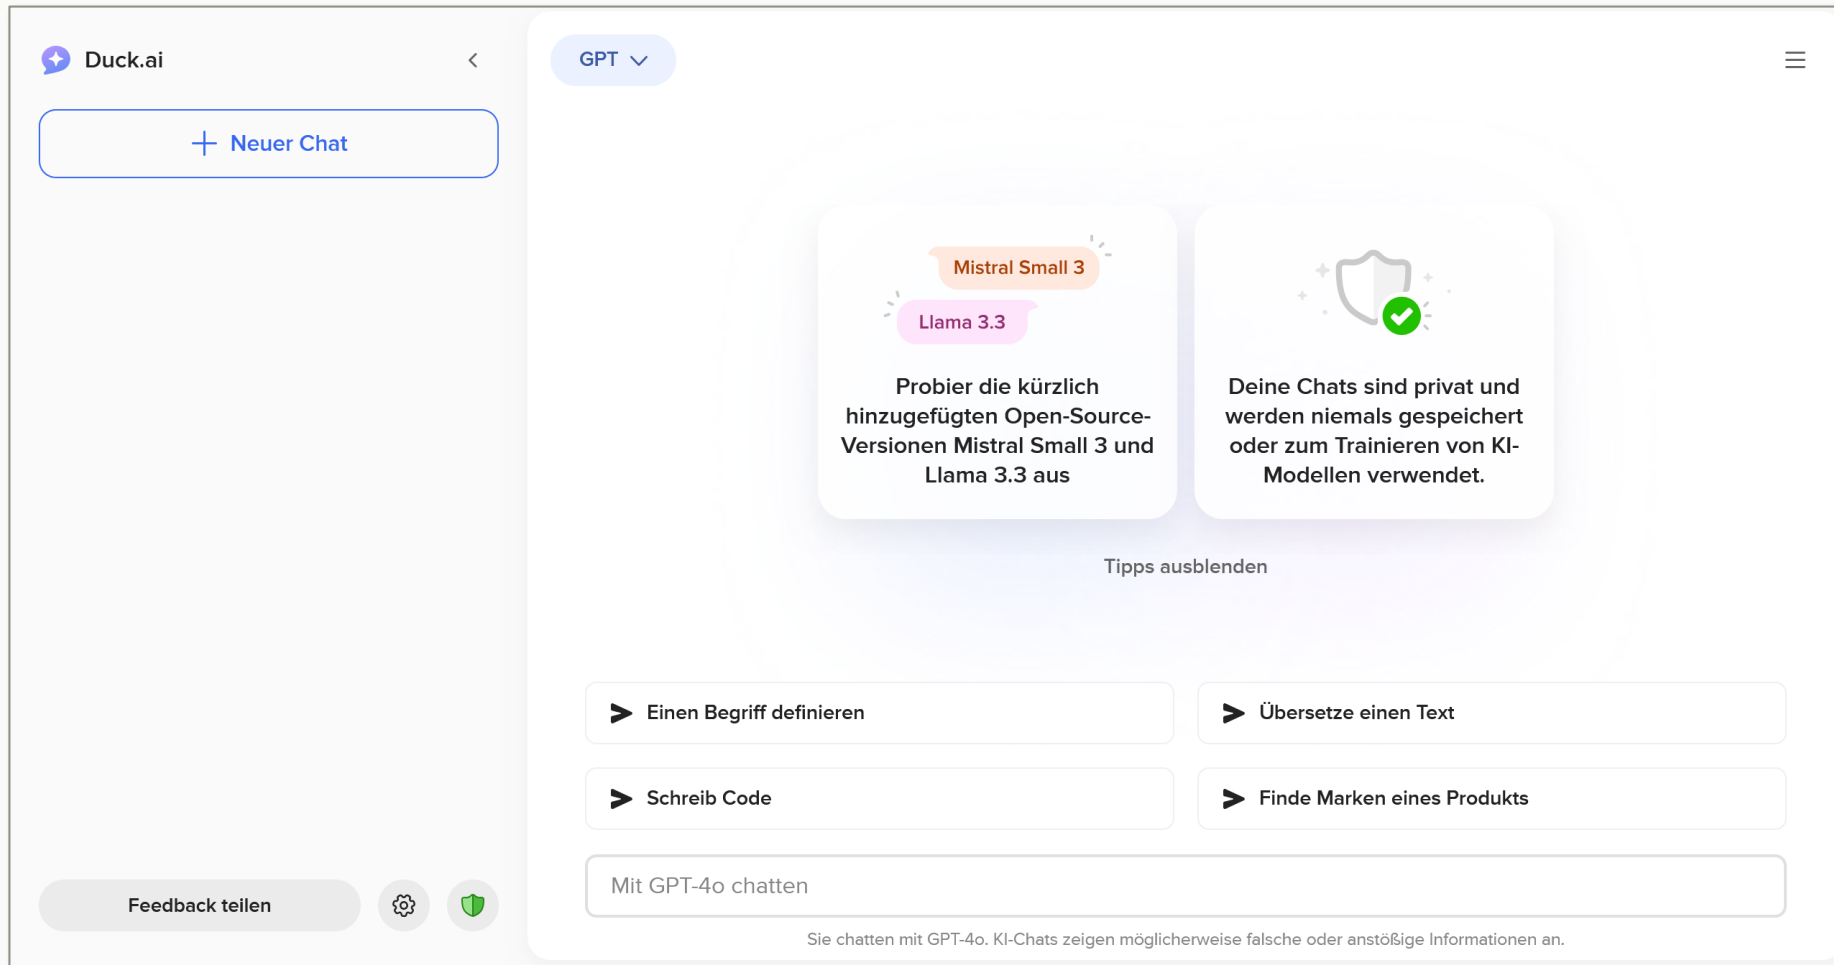 Duck.ai
Neuer Chat
Feedback teilen
GPT
Mistral Small 3
Llama 3.3
Probier die kürzlich
hinzugefügten Open-Source-
Versionen Mistral Small 3 und
Llama 3.3 aus
Deine Chats sind privat und
werden niemals gespeichert
oder zum Trainieren von KI-
Modellen verwendet.
Tipps ausblenden
Einen Begriff definieren
Übersetze einen Text
Schreib Code
Finde Marken eines Produkts
Mit GPT-4o chatten
Sie chatten mit GPT-4o. KI-Chats zeigen möglicherweise falsche oder anstößige Informationen an.